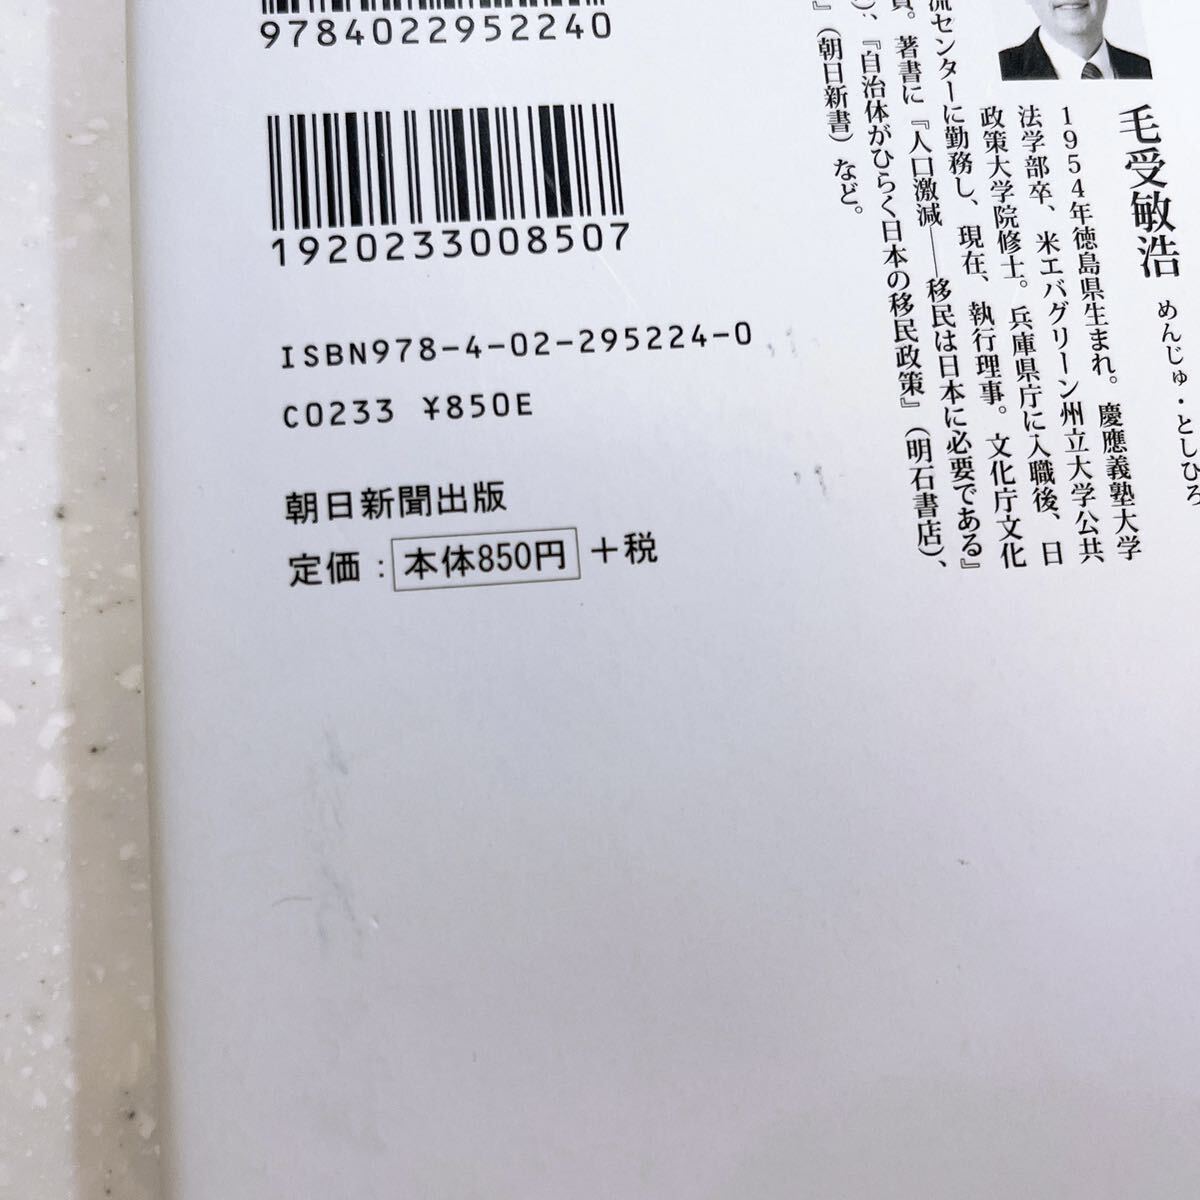 9784022952240
1920233008507
ISBN978-4-02-295224-0
C0233 ¥850E
朝日新聞出版
定価：本体850円+税
毛受敏浩 めんじゅ・としひろ
1954年徳島県生まれ。慶應義塾大学
法学部卒、米エバグリーン州立大学公共
政策大学院修士。兵庫県庁に入職後、日
流センターに勤務し、現在、執行理事。文化庁文化
員。著書に『人口激減――移民は日本に必要である』
)、『自治体がひらく日本の移民政策』（明石書店）、
』（朝日新書）など。